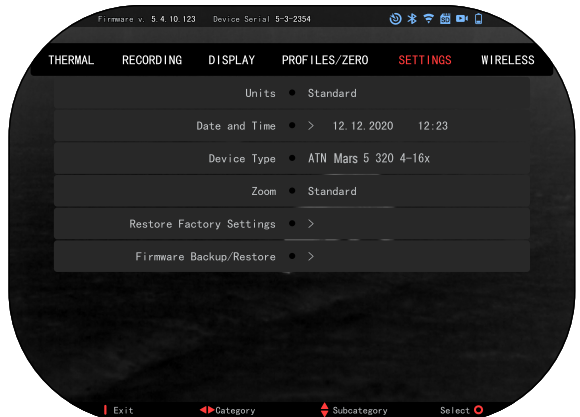 Firmware v. 5.4.10.123 Device Serial 5-3-2354
THERMAL RECORDING DISPLAY PROFILES/ZERO SETTINGS WIRELESS
Units Standard
Date and Time > 12.12.2020 12:23
Device Type ATN Mars 5 320 4-16x
Zoom Standard
Restore Factory Settings >
Firmware Backup/Restore >
Exit Category Subcategory Select